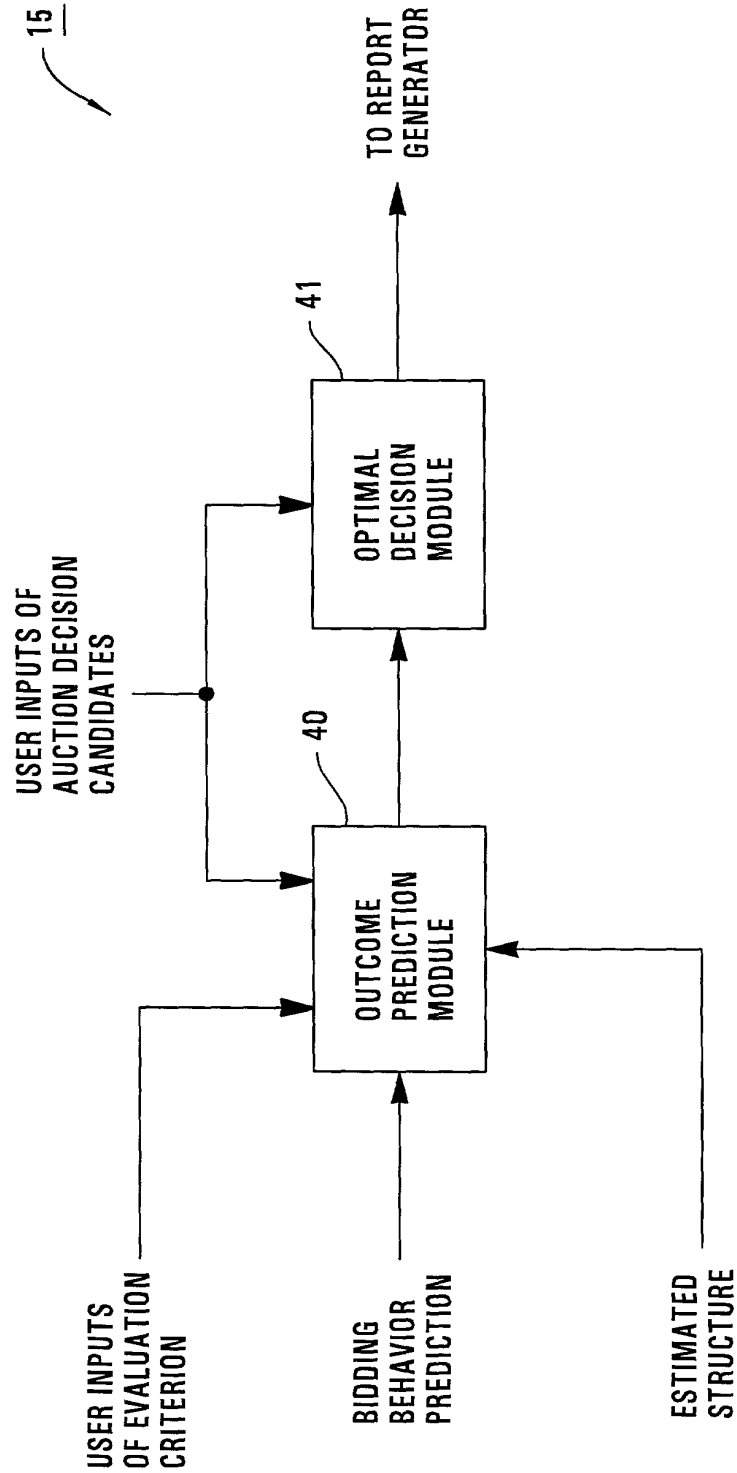 15
USER INPUTS OF
AUCTION DECISION
CANDIDATES
USER INPUTS
OF EVALUATION
CRITERION
40
41
OUTCOME
PREDICTION
MODULE
OPTIMAL
DECISION
MODULE
TO REPORT
GENERATOR
BIDDING
BEHAVIOR
PREDICTION
ESTIMATED
STRUCTURE